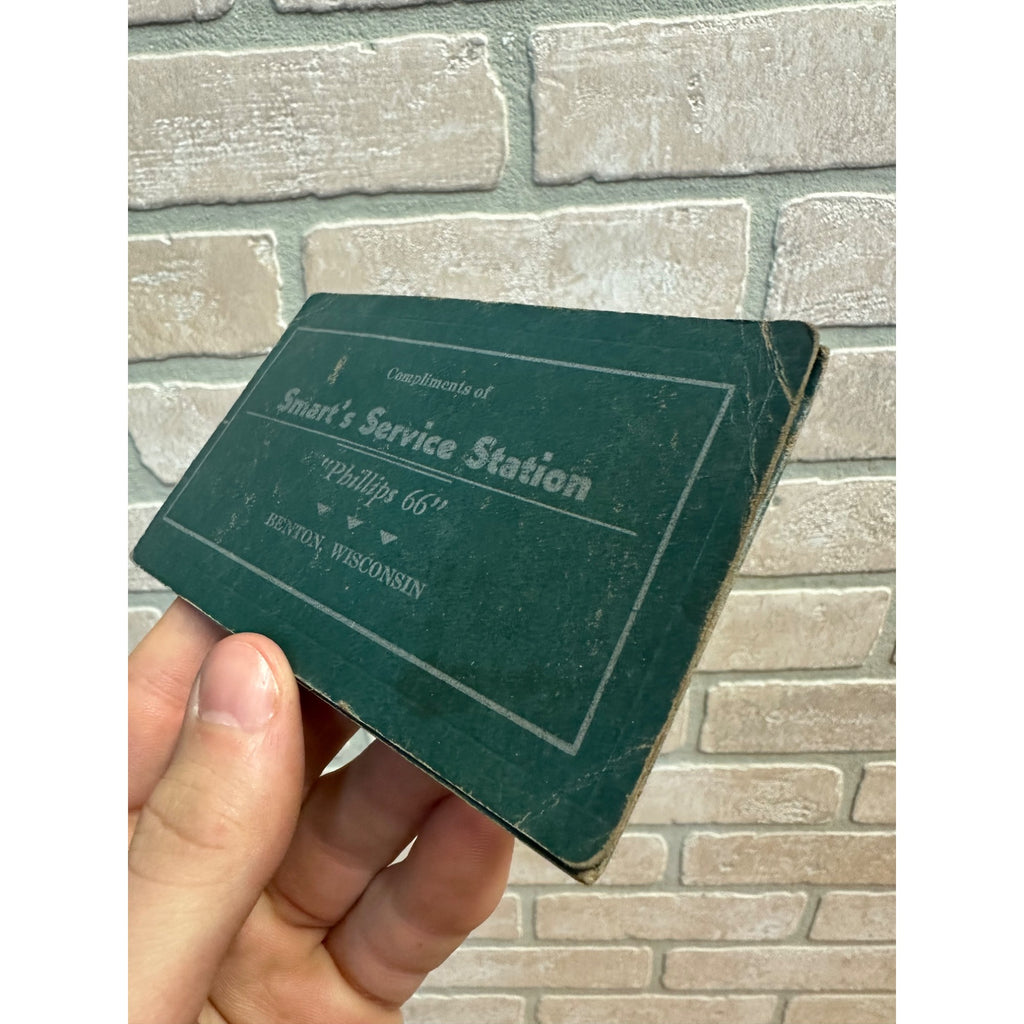 Compliments of
Smart's Service Station
"Phillips 66"
BENTON, WISCONSIN